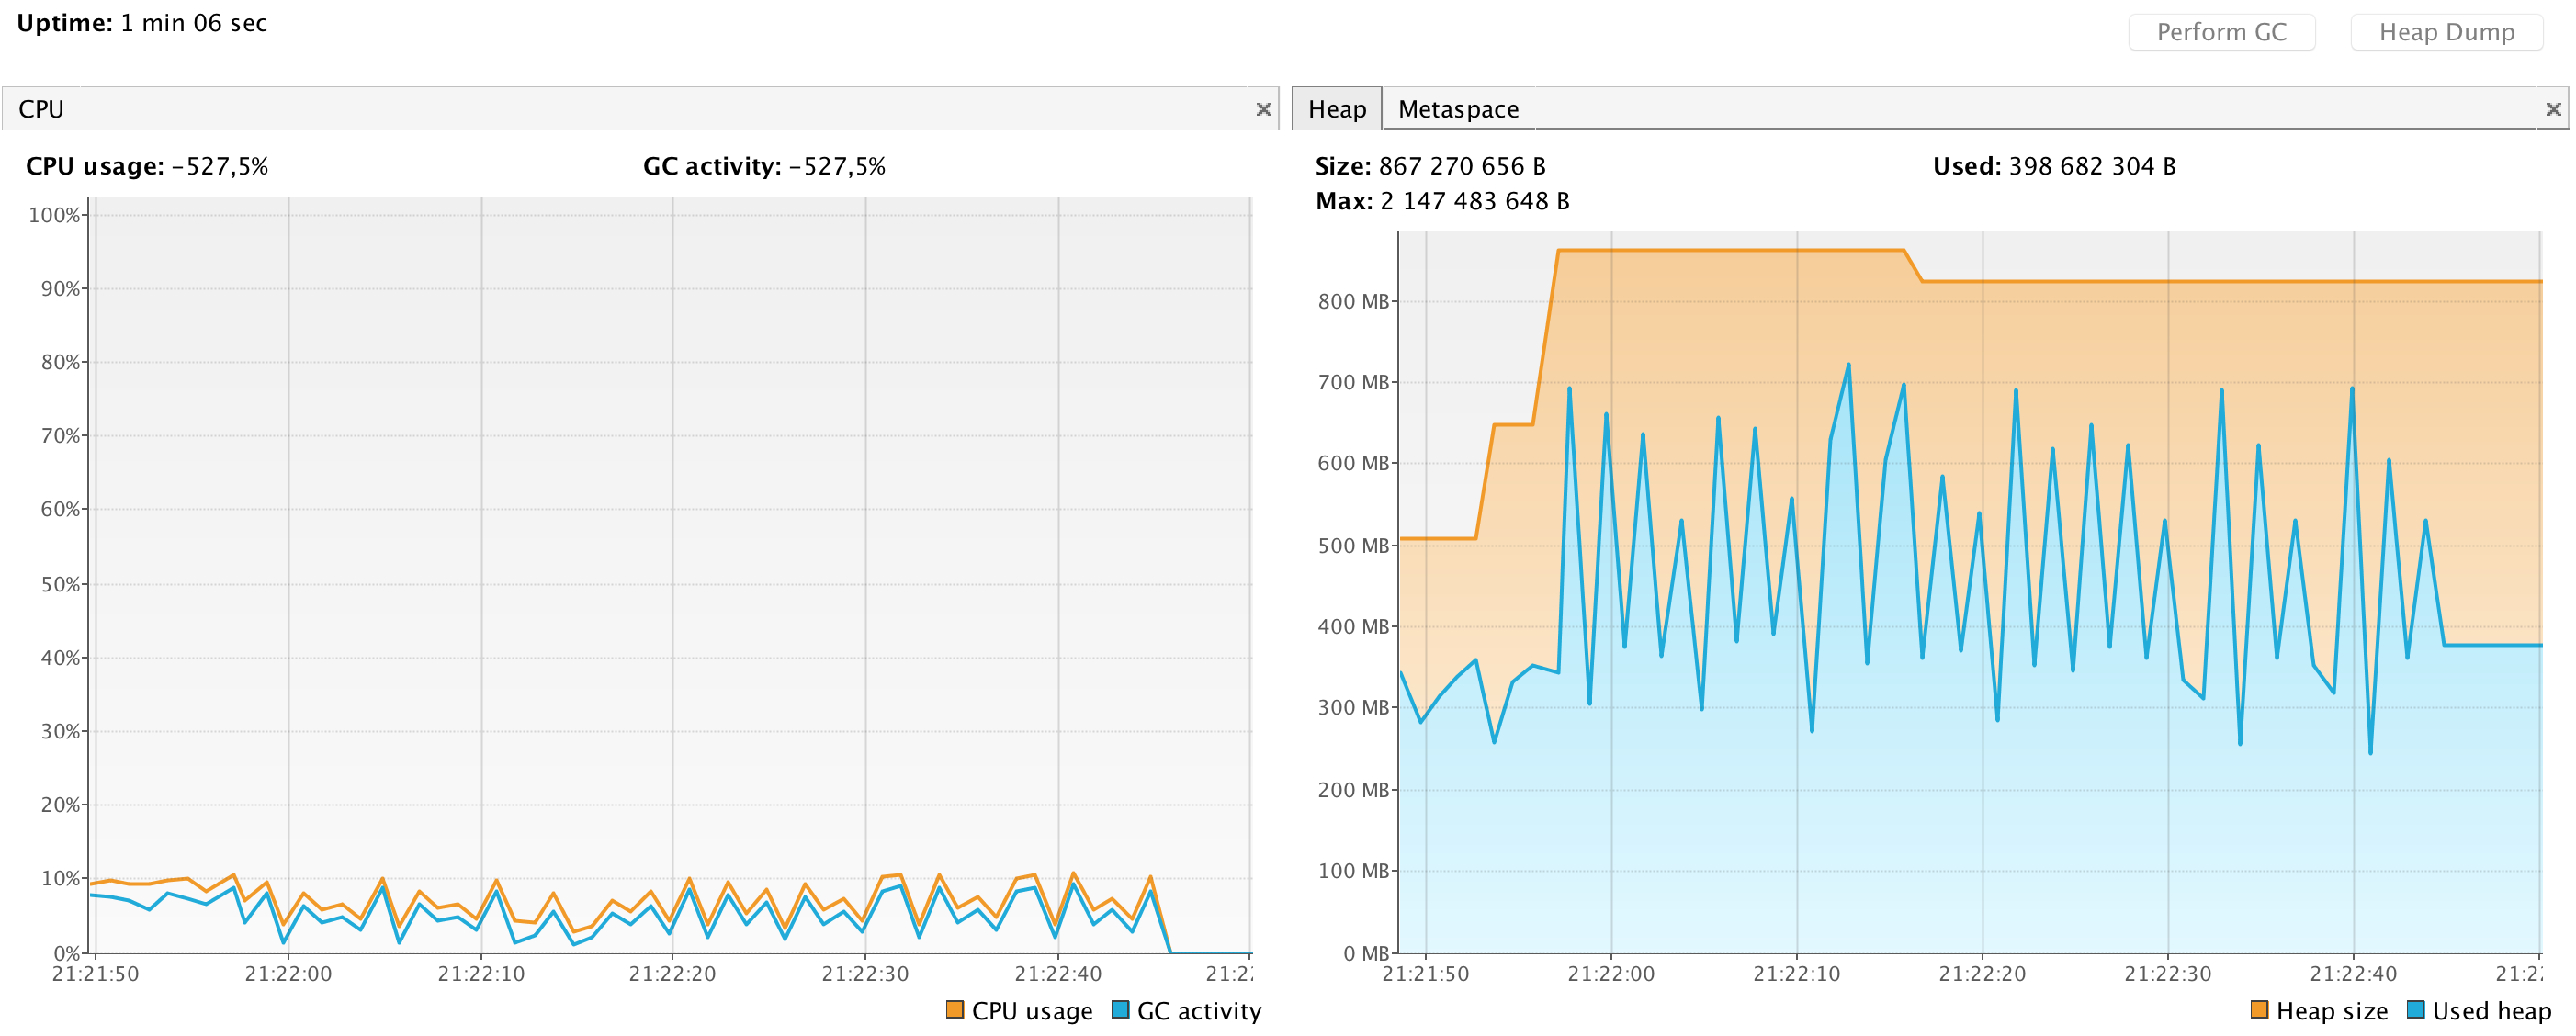 Uptime: 1 min 06 sec
Perform GC
Heap Dump
CPU
CPU usage: -527,5%
GC activity: -527,5%
100%
90%
80%
70%
60%
50%
40%
30%
20%
10%
0%
21:21:50
21:22:00
21:22:10
21:22:20
21:22:30
21:22:40
CPU usage
GC activity
Heap
Metaspace
Size: 867 270 656 B
Used: 398 682 304 B
Max: 2 147 483 648 B
800 MB
700 MB
600 MB
500 MB
400 MB
300 MB
200 MB
100 MB
0 MB
21:21:50
21:22:00
21:22:10
21:22:20
21:22:30
21:22:40
Heap size
Used heap